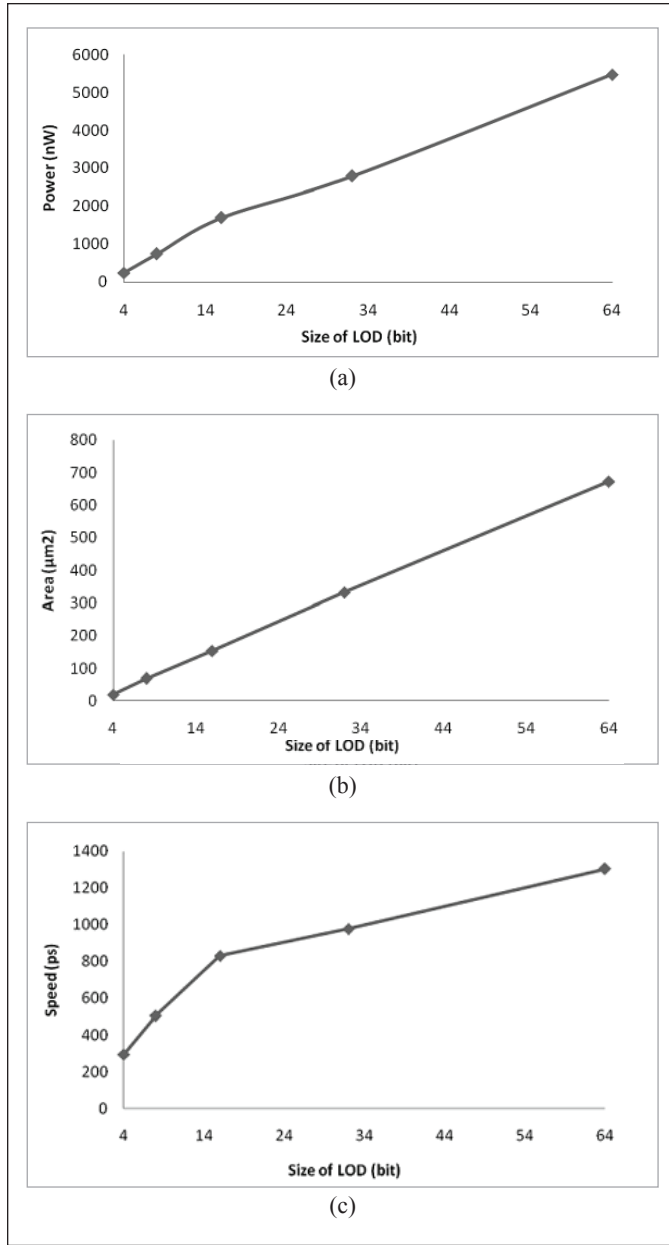 6000
5000
4000
3000
2000
1000
0
Power (nW)
4 14 24 34 44 54 64
Size of LOD (bit)
(a)
800
700
600
500
400
300
200
100
0
Area (µm2)
4 14 24 34 44 54 64
Size of LOD (bit)
(b)
1400
1200
1000
800
600
400
200
0
Speed (ps)
4 14 24 34 44 54 64
Size of LOD (bit)
(c)